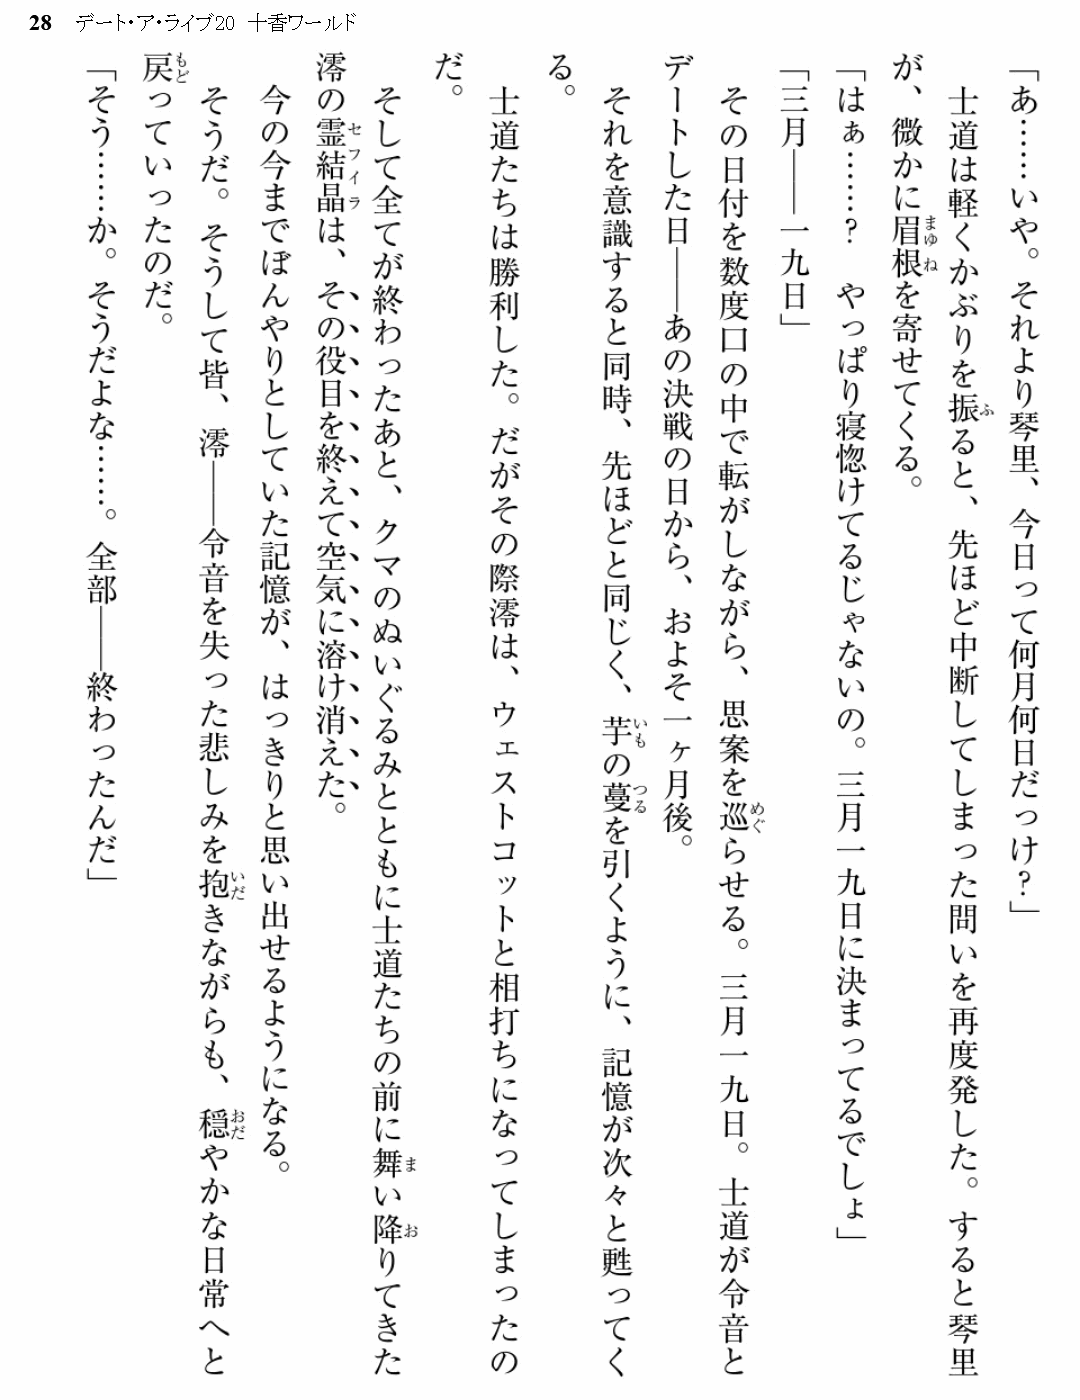 28 デート・ア・ライブ20 十香ワールド
「あ……いや。それより琴里、今日って何月何日だっけ?」
士道は軽くかぶりを振ると、先ほど中断してしまった問いを再度発した。すると琴里
が、微かに眉根を寄せてくる。
「はぁ……? やっぱり寝惚けてるじゃないの。三月一九日に決まってるでしょ」
「三月――一九日」
その日付を数度口の中で転がしながら、思案を巡らせる。三月一九日。士道が令音と
デートした日――あの決戦の日から、およそ一ヶ月後。
それを意識すると同時、先ほどと同じく、芋の蔓を引くように、記憶が次々と甦ってく
る。
士道たちは勝利した。だがその際澪は、ウェストコットと相打ちになってしまったの
だ。
そして全てが終わったあと、クマのぬいぐるみとともに士道たちの前に舞い降りてきた
澪の霊結晶は、その役目を終えて空気に溶け消えた。
今の今までぼんやりとしていた記憶が、はっきりと思い出せるようになる。
そうだ。そうして皆、澪――令音を失った悲しみを抱きながらも、穏やかな日常へと
戻っていったのだ。
「そう……か。そうだよな……。全部――終わったんだ」